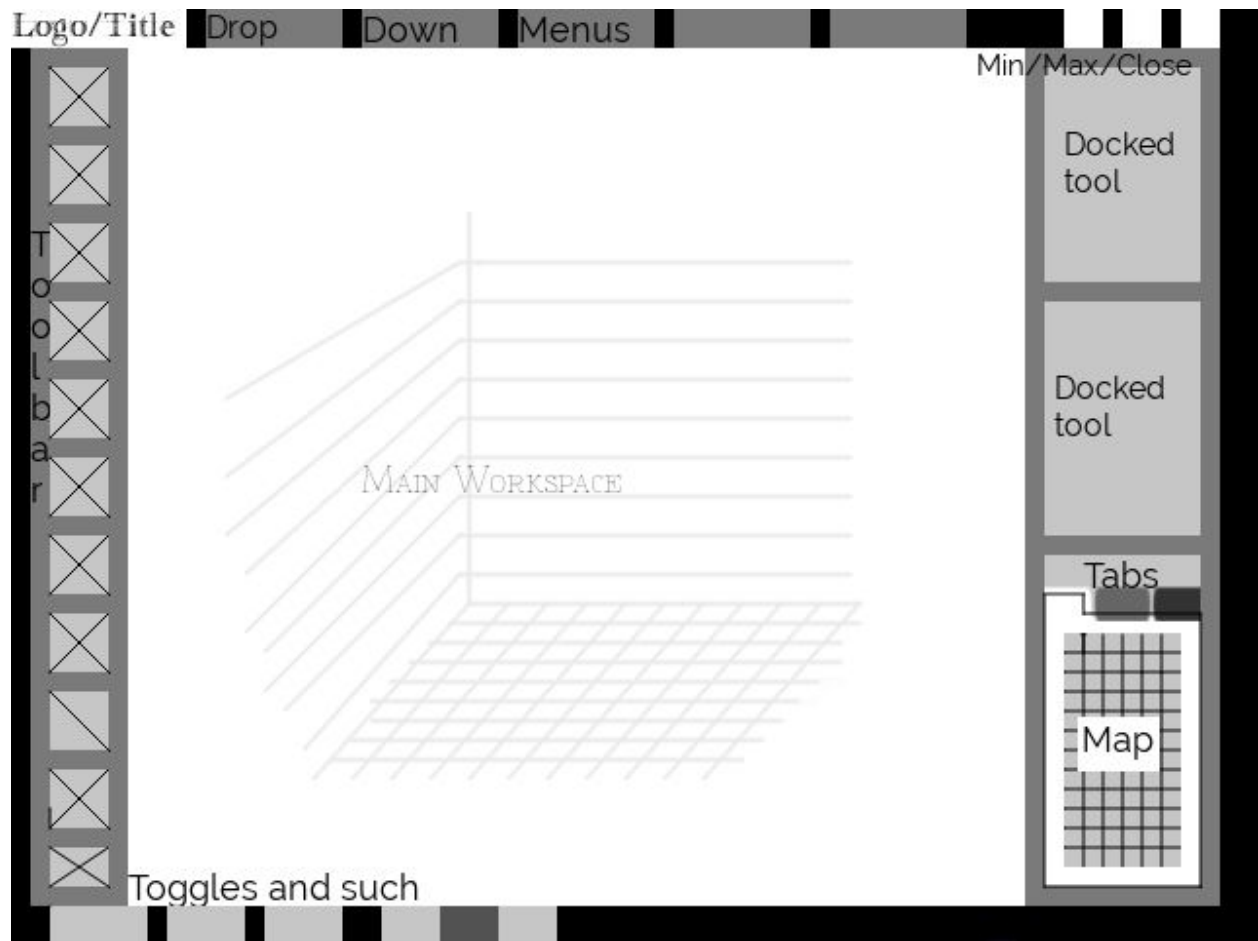 Logo/Title Drop Down Menus
Min/Max/Close
Docked
tool
Toolbar
Docked
tool
Main Workspace
Tabs
Map
Toggles and such